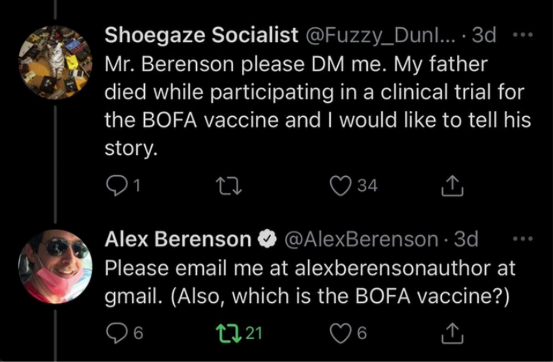 Shoegaze Socialist @Fuzzy_Dunl... · 3d
Mr. Berenson please DM me. My father
died while participating in a clinical trial for
the BOFA vaccine and I would like to tell his
story.
1 34
Alex Berenson @AlexBerenson · 3d
Please email me at alexberensonauthor at
gmail. (Also, which is the BOFA vaccine?)
6 21 6